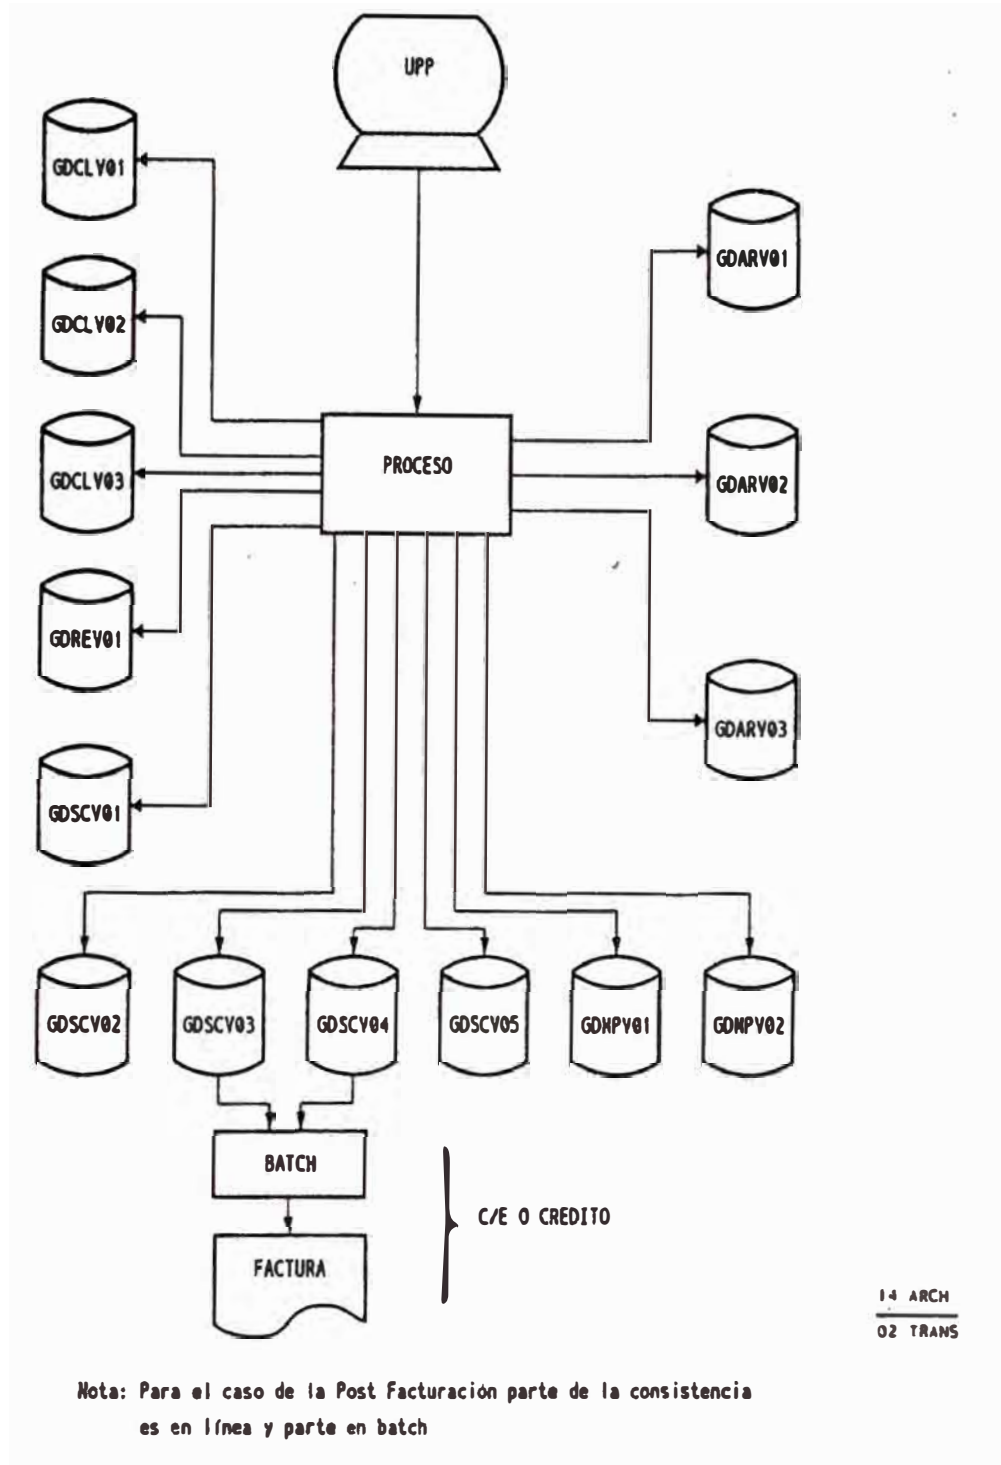 UPP
GDCLV01
GDARV01
GDCLV02
PROCESO
GDCLV03
GDARV02
GDREV01
GDARV03
GDSCV01
GDSCV02
GDSCV03
GDSCV04
GDSCV05
GDMPV01
GDMPV02
BATCH
C/E O CREDITO
FACTURA
14 ARCH
02 TRANS
Nota: Para el caso de la Post Facturación parte de la consistencia
es en línea y parte en batch